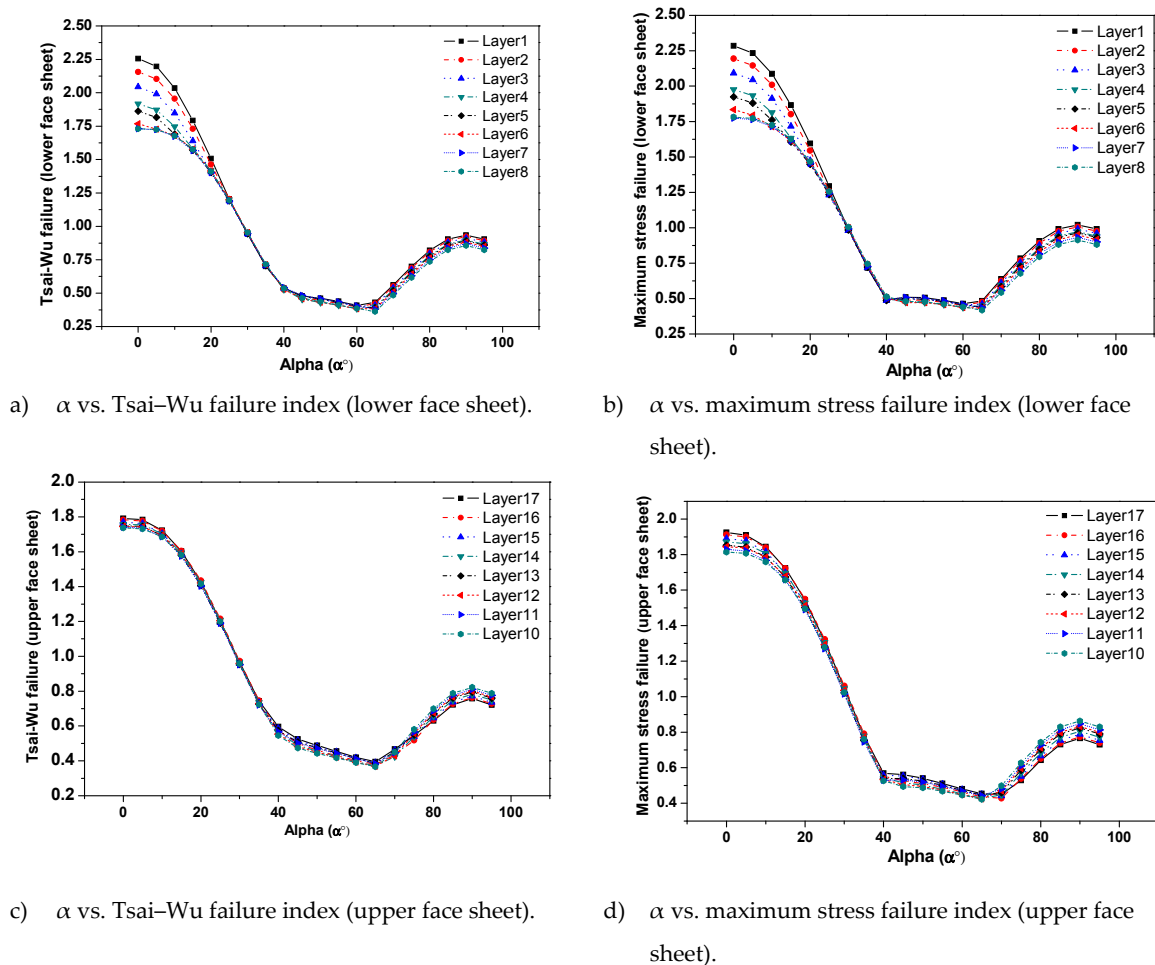 2.50
2.25
2.00
1.75
1.50
1.25
1.00
0.75
0.50
0.25
0 20 40 60 80 100
Tsai-Wu failure (lower face sheet)
Alpha (α°)
Layer1
Layer2
Layer3
Layer4
Layer5
Layer6
Layer7
Layer8
2.50
2.25
2.00
1.75
1.50
1.25
1.00
0.75
0.50
0.25
0 20 40 60 80 100
Maximum stress failure (lower face sheet)
Alpha (α°)
Layer1
Layer2
Layer3
Layer4
Layer5
Layer6
Layer7
Layer8
a) α vs. Tsai–Wu failure index (lower face sheet).
b) α vs. maximum stress failure index (lower face
sheet).
2.0
1.8
1.6
1.4
1.2
1.0
0.8
0.6
0.4
0.2
0 20 40 60 80 100
Tsai-Wu failure (upper face sheet)
Alpha (α°)
Layer17
Layer16
Layer15
Layer14
Layer13
Layer12
Layer11
Layer10
2.0
1.8
1.6
1.4
1.2
1.0
0.8
0.6
0.4
0 20 40 60 80 100
Maximum stress failure (upper face sheet)
Alpha (α°)
Layer17
Layer16
Layer15
Layer14
Layer13
Layer12
Layer11
Layer10
c) α vs. Tsai–Wu failure index (upper face sheet).
d) α vs. maximum stress failure index (upper face
sheet).